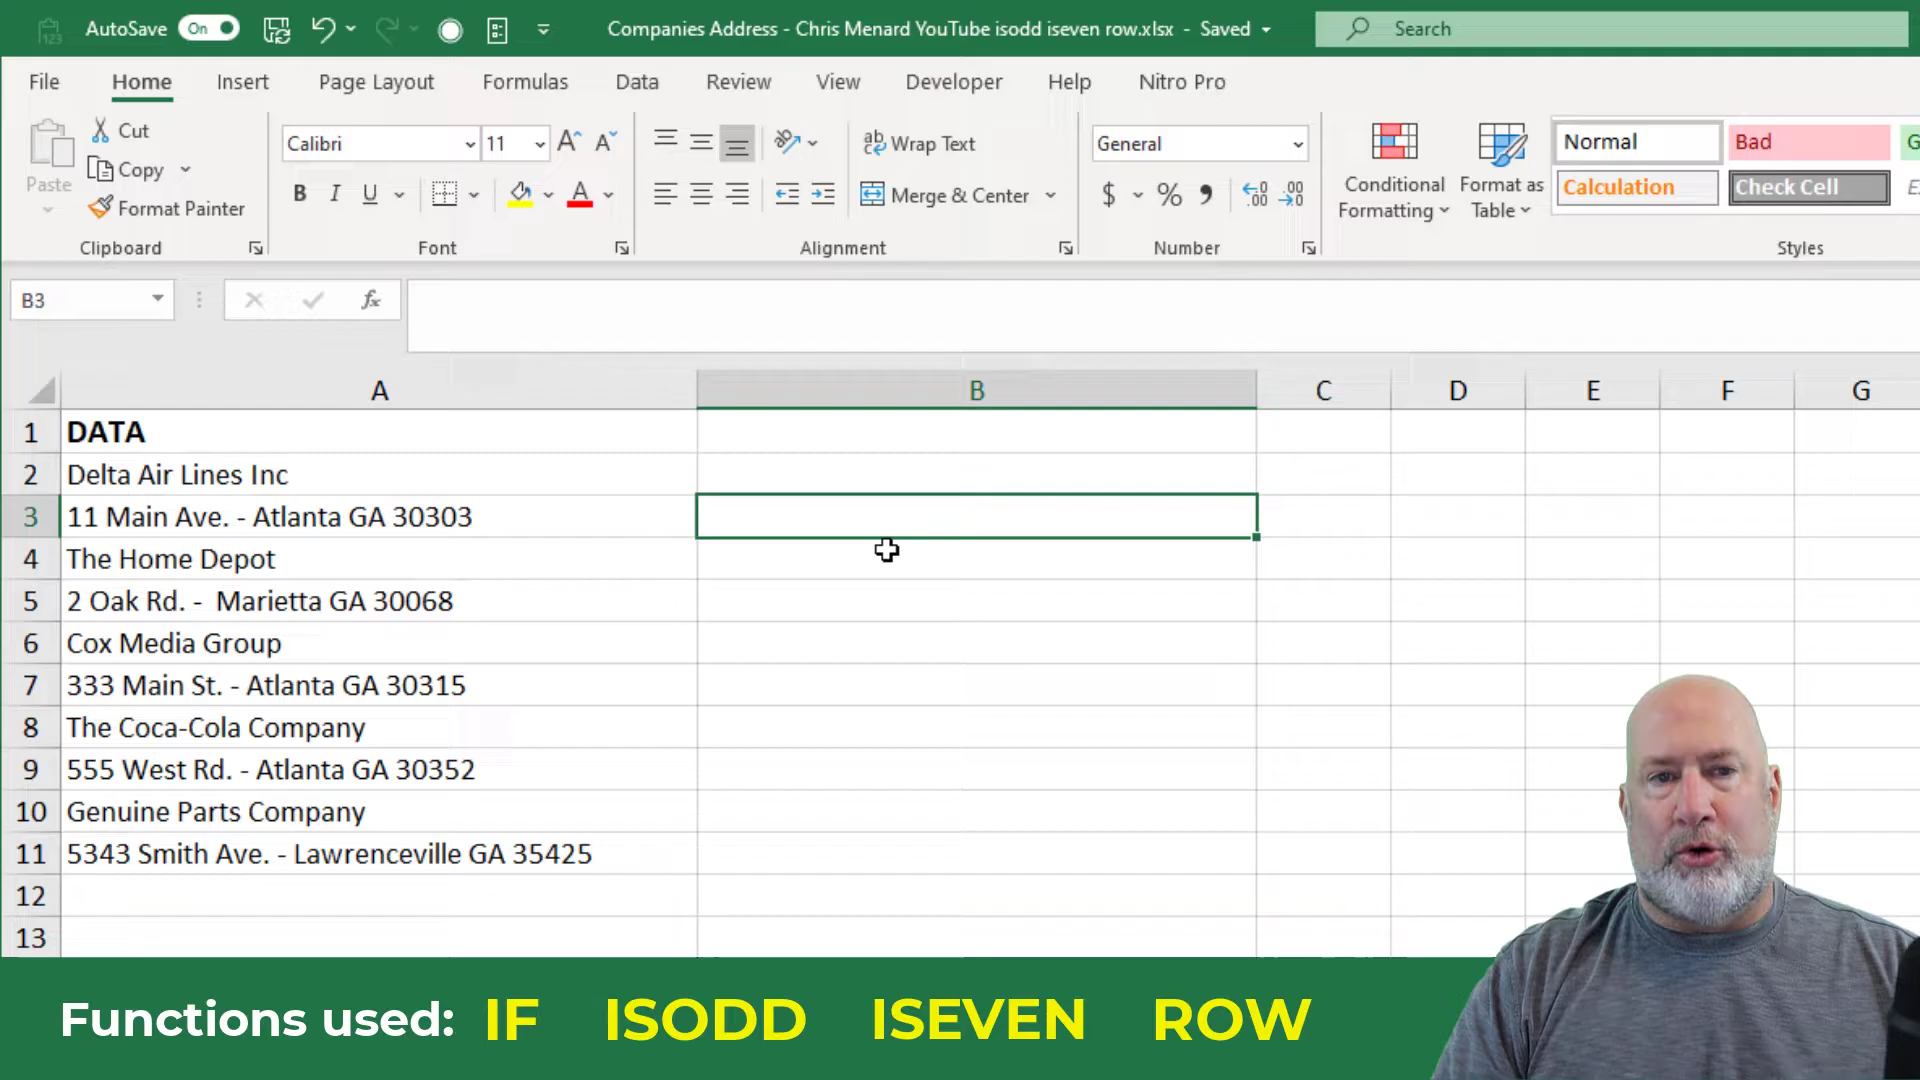 AutoSave On Companies Address - Chris Menard YouTube isodd iseven row.xlsx - Saved Search
File Home Insert Page Layout Formulas Data Review View Developer Help Nitro Pro
Paste
Cut
Copy
Format Painter
Clipboard
Calibri 11
B I U A
Font
Wrap Text
Merge & Center
Alignment
General
$ % ,
Number
Conditional Formatting
Format as Table
Normal Bad
Calculation Check Cell
Styles
B3 fx
A B C D E F G
1 DATA
2 Delta Air Lines Inc
3 11 Main Ave. - Atlanta GA 30303
4 The Home Depot
5 2 Oak Rd. -  Marietta GA 30068
6 Cox Media Group
7 333 Main St. - Atlanta GA 30315
8 The Coca-Cola Company
9 555 West Rd. - Atlanta GA 30352
10 Genuine Parts Company
11 5343 Smith Ave. - Lawrenceville GA 35425
12
13
Functions used: IF ISODD ISEVEN ROW